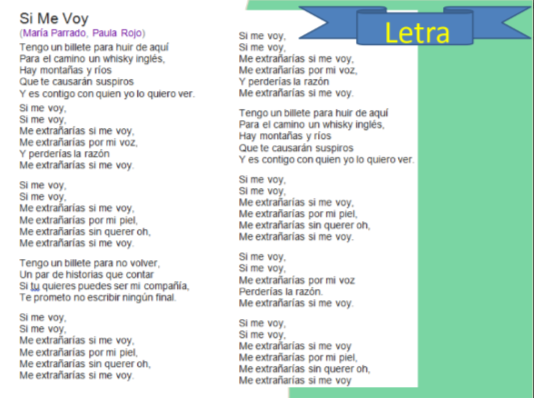 Si Me Voy
(María Parrado, Paula Rojo)
Tengo un billete para huir de aquí
Para el camino un whisky inglés,
Hay montañas y ríos
Que te causarán suspiros
Y es contigo con quien yo lo quiero ver.
Si me voy,
Si me voy,
Me extrañarías si me voy,
Me extrañarías por mi voz,
Y perderías la razón
Me extrañarías si me voy.
Si me voy,
Si me voy,
Me extrañarías si me voy,
Me extrañarías por mi piel,
Me extrañarías sin querer oh,
Me extrañarías si me voy.
Tengo un billete para no volver,
Un par de historias que contar
Si tu quieres puedes ser mi compañía,
Te prometo no escribir ningún final.
Si me voy,
Si me voy,
Me extrañarías si me voy,
Me extrañarías por mi piel,
Me extrañarías sin querer oh,
Me extrañarías si me voy.
Letra
Si me voy,
Si me voy,
Me extrañarías si me voy,
Me extrañarías por mi voz,
Y perderías la razón
Me extrañarías si me voy.
Tengo un billete para huir de aquí
Para el camino un whisky inglés,
Hay montañas y ríos
Que te causarán suspiros
Y es contigo con quien yo lo quiero ver.
Si me voy,
Si me voy,
Me extrañarías si me voy,
Me extrañarías por mi piel,
Me extrañarías sin querer oh,
Me extrañarías si me voy.
Si me voy,
Si me voy,
Me extrañarías por mi voz
Perderías la razón.
Me extrañarías si me voy.
Si me voy,
Si me voy,
Me extrañarías si me voy
Me extrañarías por mi piel,
Me extrañarías sin querer oh,
Me extrañarías si me voy